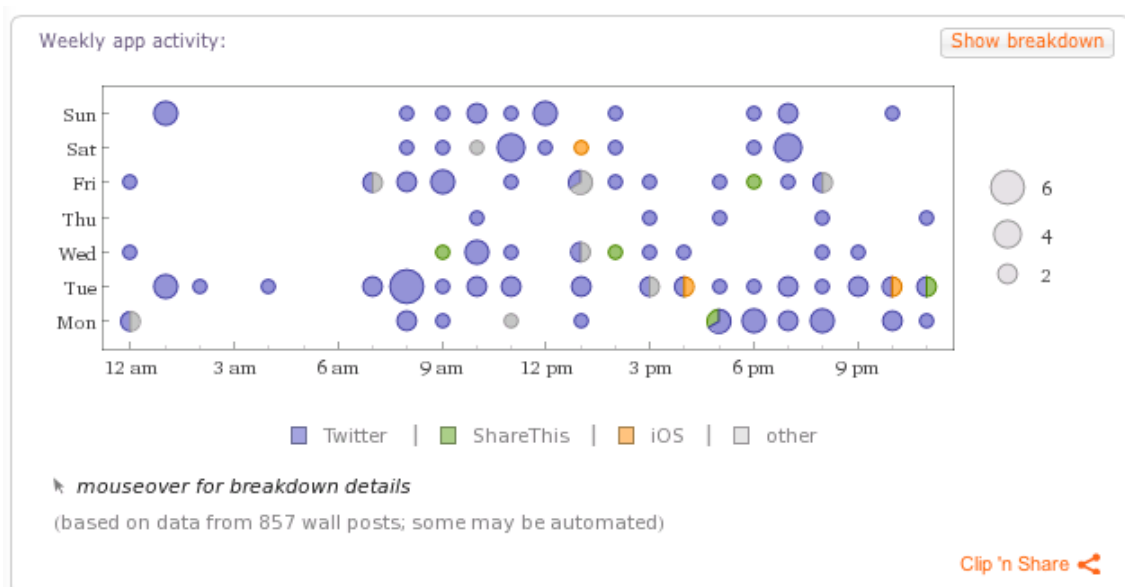 Weekly app activity:
Show breakdown
Sun
Sat
Fri
Thu
Wed
Tue
Mon
12 am 3 am 6 am 9 am 12 pm 3 pm 6 pm 9 pm
6
4
2
Twitter | ShareThis | iOS | other
mouseover for breakdown details
(based on data from 857 wall posts; some may be automated)
Clip 'n Share